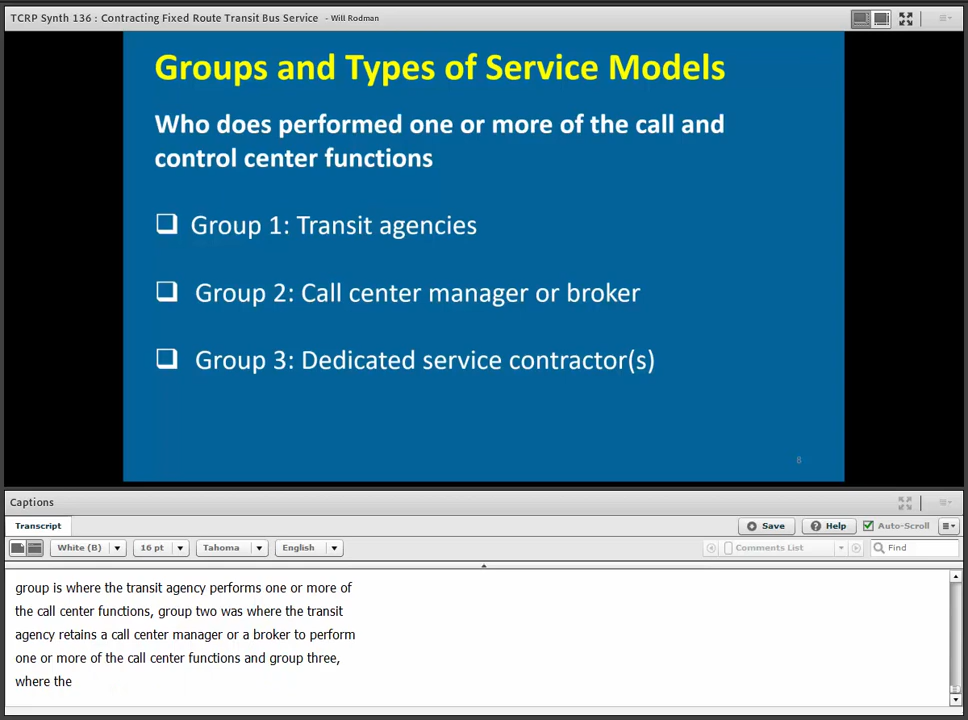 TCRP Synth 136 : Contracting Fixed Route Transit Bus Service - Will Rodman
Groups and Types of Service Models
Who does performed one or more of the call and
control center functions
Group 1: Transit agencies
Group 2: Call center manager or broker
Group 3: Dedicated service contractor(s)
8
Captions
Transcript
Save
Help
Auto-Scroll
White (B)
16 pt
Tahoma
English
Comments List
Find
group is where the transit agency performs one or more of
the call center functions, group two was where the transit
agency retains a call center manager or a broker to perform
one or more of the call center functions and group three,
where the